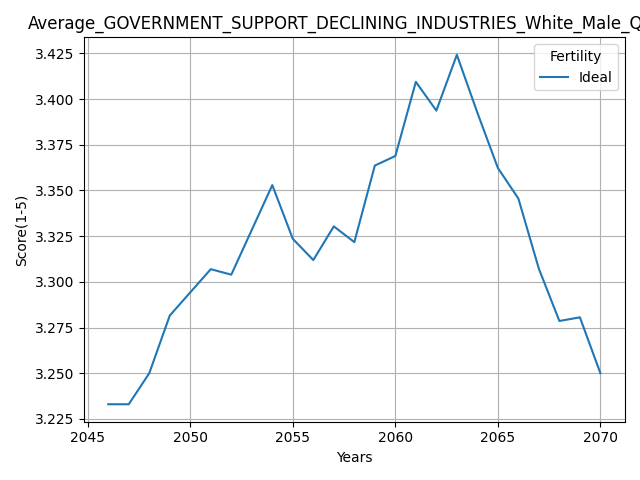 Average_GOVERNMENT_SUPPORT_DECLINING_INDUSTRIES_White_Male_Q
Fertility
Ideal
3.425
3.400
3.375
3.350
3.325
3.300
3.275
3.250
3.225
Score(1-5)
2045 2050 2055 2060 2065 2070
Years